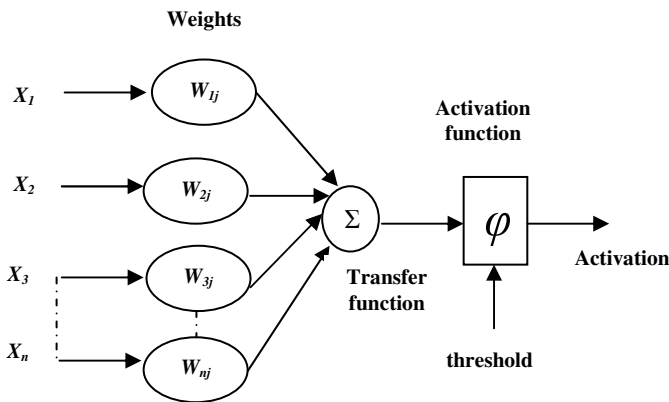 Weights
X1
W1j
X2
W2j
X3
W3j
Xn
Wnj
Σ
Transfer
function
Activation
function
φ
Activation
threshold